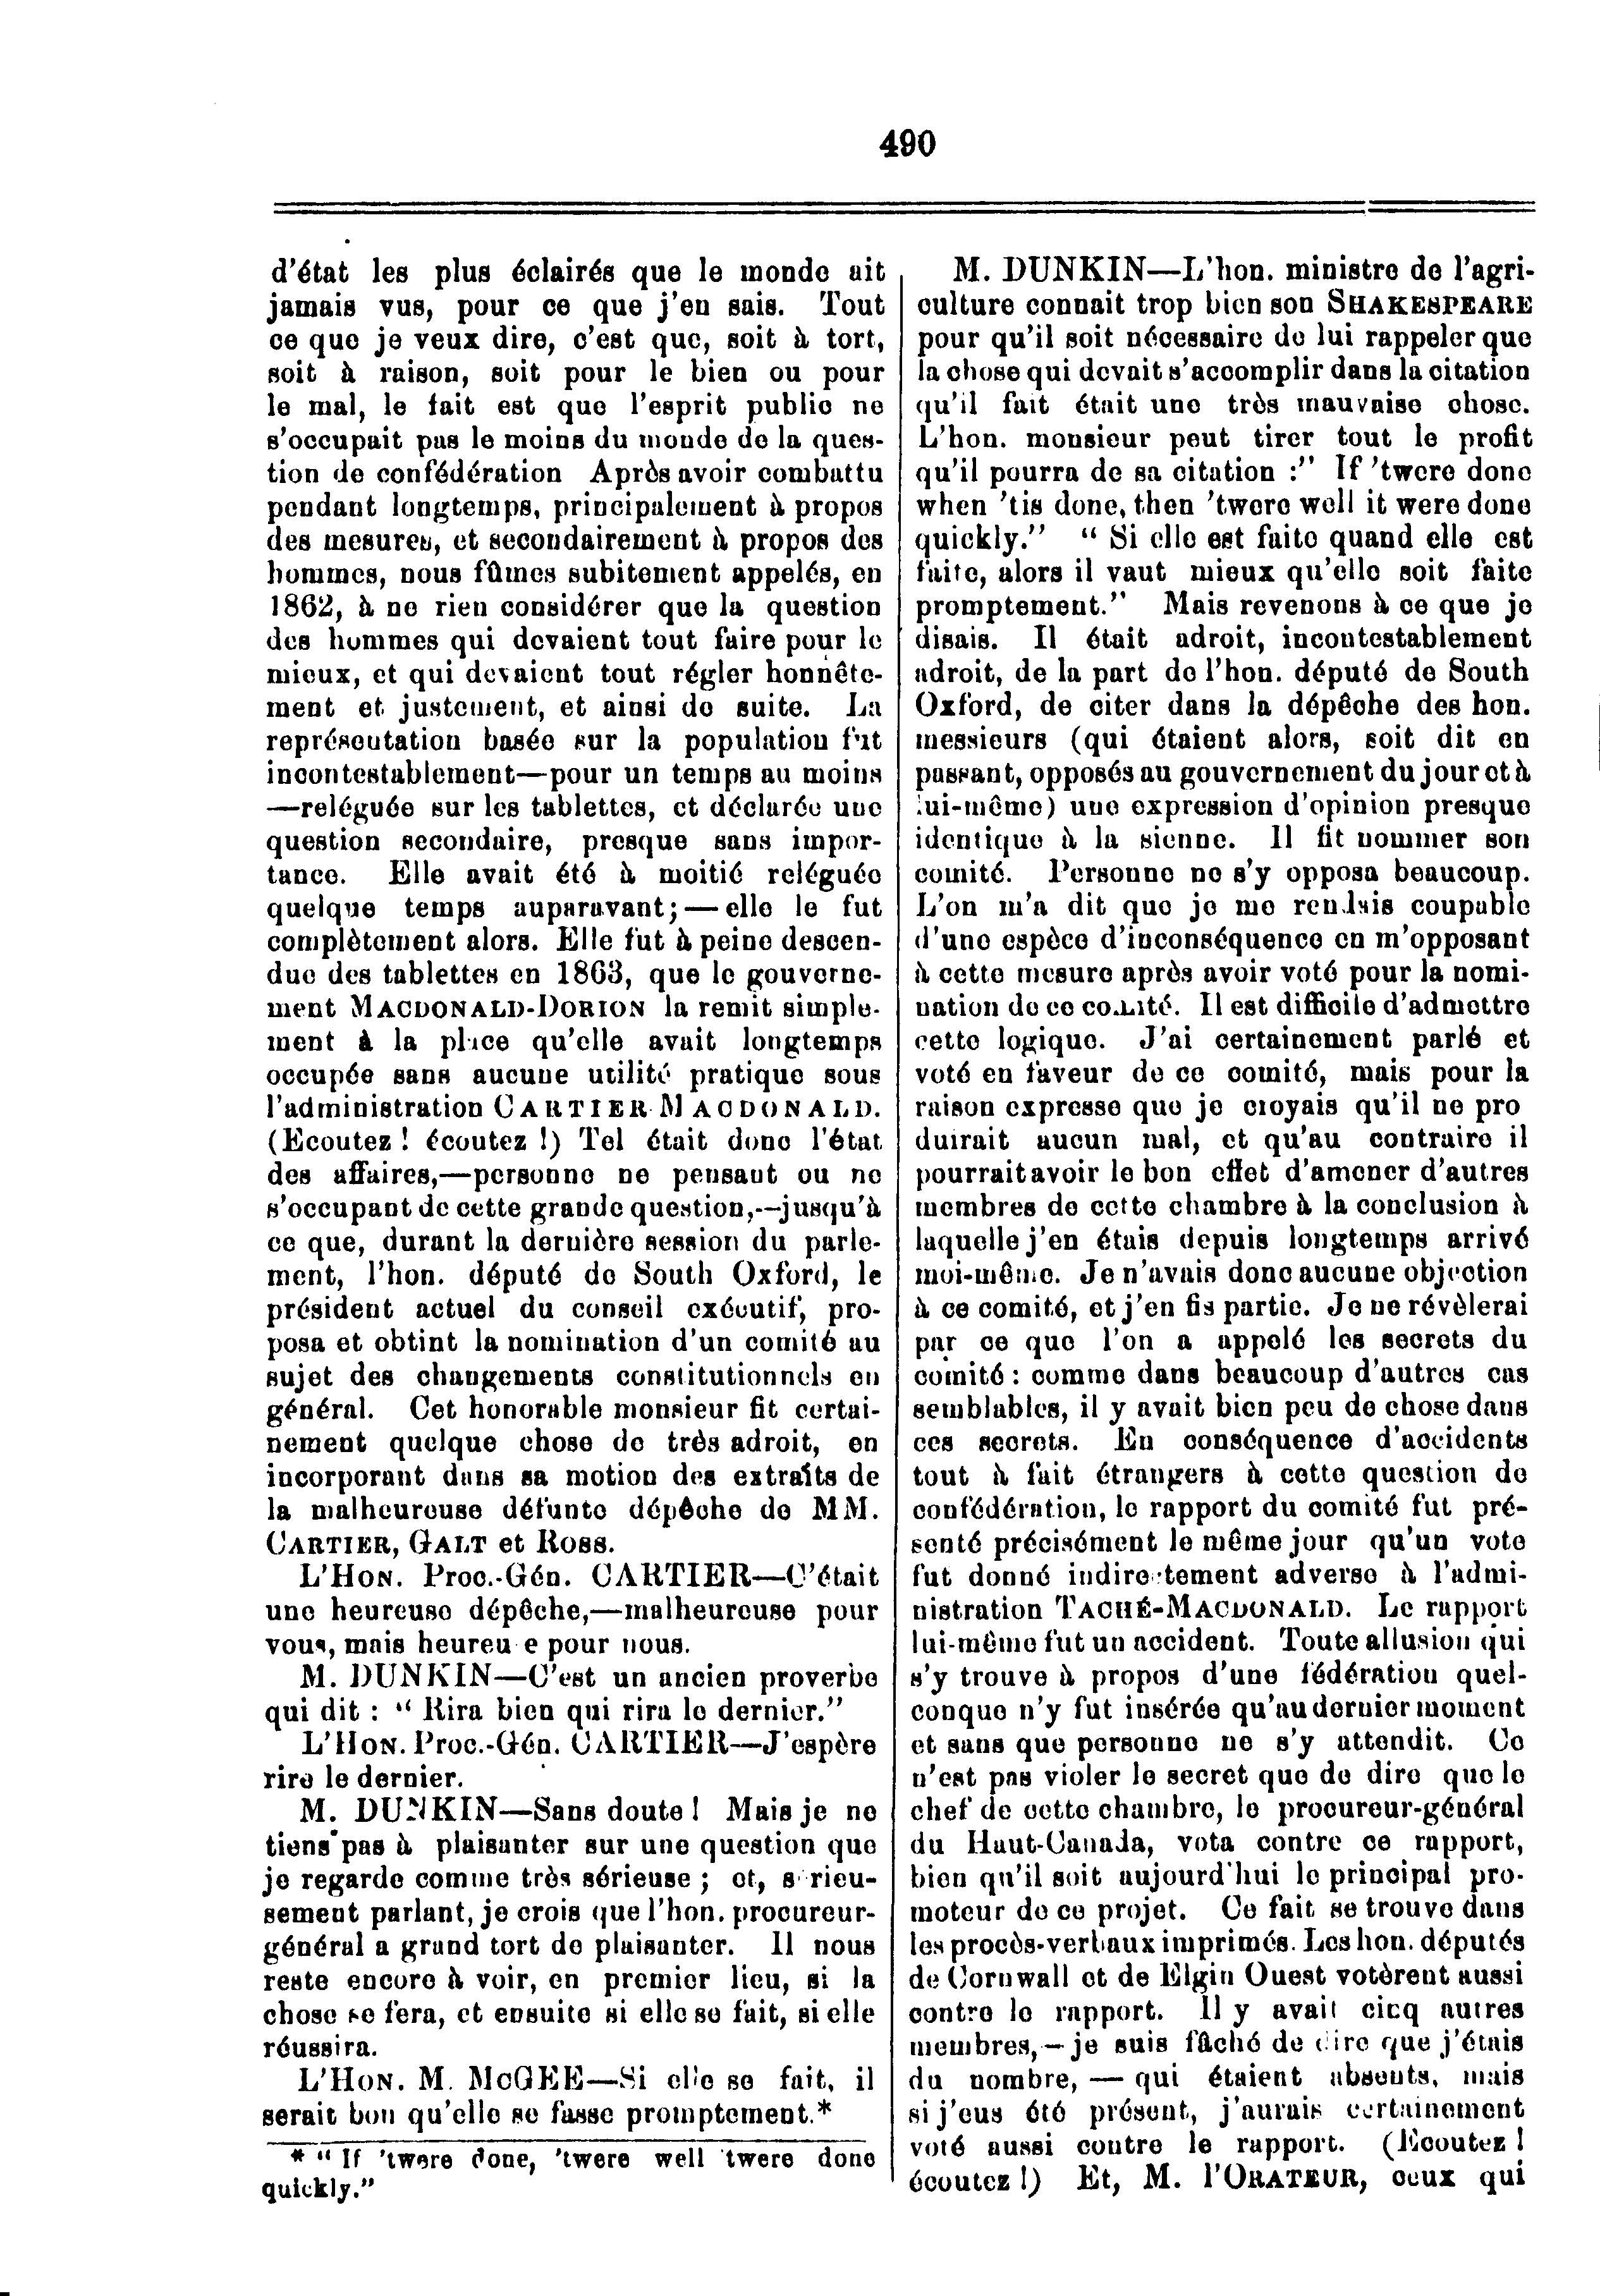 490
d'état les plus éclairés que le monde ait
jamais vus, pour ce que j'en sais. Tout
ce que je veux dire, c'est que, soit à tort,
soit à raison, soit pour le bien ou pour
le mal, le fait est que l'esprit public ne
s'occupait pas le moins du monde de la ques-
tion de confédération Après avoir combattu
pendant longtemps, principalement à propos
des mesures, et secondairement à propos des
hommes, nous fûmes subitement appelés, en
1862, à ne rien considérer que la question
des hommes qui devaient tout faire pour le
mieux, et qui devaient tout régler honnête-
ment et justement, et ainsi de suite. La
représentation basée sur la population fut
incontestablement—pour un temps au moins
—reléguée sur les tablettes, et déclarée une
question secondaire, presque sans impor-
tance. Elle avait été à moitié reléguée
quelque temps auparavant;—elle le fut
complètement alors. Elle fut à peine descen-
due des tablettes en 1863, que le gouverne-
ment MACDONALD-DORION la remit simple-
ment à la place qu'elle avait longtemps
occupée sans aucune utilité pratique sous
l'administration CARTIER-MACDONALD.
(Ecoutez ! écoutez !) Tel était donc l'état
des affaires,—personne ne pensant ou ne
s'occupant de cette grande question,—jusqu'à
ce que, durant la dernière session du parle-
ment, l'hon. député de South Oxford, le
président actuel du conseil exécutif, pro-
posa et obtint la nomination d'un comité au
sujet des changements constitutionnels en
général. Cet honorable monsieur fit certai-
nement quelque chose de très adroit, en
incorporant dans sa motion des extraits de
la malheureuse défunte dépêche de MM.
CARTIER, GALT et ROSS.
L'HON. PROC.-GÉN. CARTIER—C'était
une heureuse dépêche,—malheureuse pour
vous, mais heureu e pour nous.
M. DUNKIN—C'est un ancien proverbe
qui dit : " Rira bien qui rira le dernier."
L'HON. PROC.-GÉN. CARTIER—J'espère
rire le dernier.
M. DUNKIN—Sans doute ! Mais je ne
tiens pas à plaisanter sur une question que
je regarde comme très sérieuse ; et, s rieu-
sement parlant, je crois que l'hon. procureur-
général a grand tort de plaisanter. Il nous
reste encore à voir, en premier lieu, si la
chose se fera, et ensuite si elle se fait, si elle
réussira.
L'HON. M. McGEE—Si elle se fait, il
serait bon qu'elle se fasse promptement.*
* " If 'twere done, 'twere well 'twere done
quickly."
M. DUNKIN—L'hon. ministre de l'agri-
culture connait trop bien son SHAKESPEARE
pour qu'il soit nécessaire de lui rappeler que
la chose qui devait s'accomplir dans la citation
qu'il fait était une très mauvaise chose.
L'hon. monsieur peut tirer tout le profit
qu'il pourra de sa citation :" If 'twere done
when 'tis done, then 'twere well it were done
quickly." " Si elle est faite quand elle est
faite, alors il vaut mieux qu'elle soit faite
promptement." Mais revenons à ce que je
disais. Il était adroit, incontestablement
adroit, de la part de l'hon. député de South
Oxford, de citer dans la dépêche des hon.
messieurs (qui étaient alors, soit dit en
passant, opposés au gouvernement du jour et à
lui-même) une expression d'opinion presque
identique à la sienne. Il fit nommer son
comité. Personne ne s'y opposa beaucoup.
L'on m'a dit que je me rendais coupable
d'une espèce d'inconséquence en m'opposant
à cette mesure après avoir voté pour la nomi-
nation de ce comité. Il est difficile d'admettre
cette logique. J'ai certainement parlé et
voté en faveur de ce comité, mais pour la
raison expresse que je croyais qu'il ne pro
duirait aucun mal, et qu'au contraire il
pourrait avoir le bon effet d'amener d'autres
membres de cette chambre à la conclusion à
laquelle j'en étais depuis longtemps arrivé
moi-même. Je n'avais donc aucune objection
à ce comité, et j'en fis partie. Je ne révèlerai
par ce que l'on a appelé les secrets du
comité : comme dans beaucoup d'autres cas
semblables, il y avait bien peu de chose dans
ces secrets. En conséquence d'accidents
tout à fait étrangers à cette question de
confédération, le rapport du comité fut pré-
senté précisément le même jour qu'un vote
fut donné indirectement adverse à l'admi-
nistration TACHÉ-MACDONALD. Le rapport
lui-même fut un accident. Toute allusion qui
s'y trouve à propos d'une fédération quel-
conque n'y fut insérée qu'au dernier moment
et sans que personne ne s'y attendit. Ce
n'est pas violer le secret que de dire que le
chef de cette chambre, le procureur-général
du Haut-Canada, vota contre ce rapport,
bien qu'il soit aujourd'hui le principal pro-
moteur de ce projet. Ce fait se trouve dans
les procès-verbaux imprimés. Les hon. députés
de Cornwall et de Elgin Ouest votèrent aussi
contre le rapport. Il y avait cinq autres
membres,—je suis fâché de dire que j'étais
du nombre, — qui étaient absents, mais
si j'eus été présent, j'aurais certainement
voté aussi contre le rapport. (Ecoutez !
écoutez !) Et, M. l'ORATEUR, ceux qui